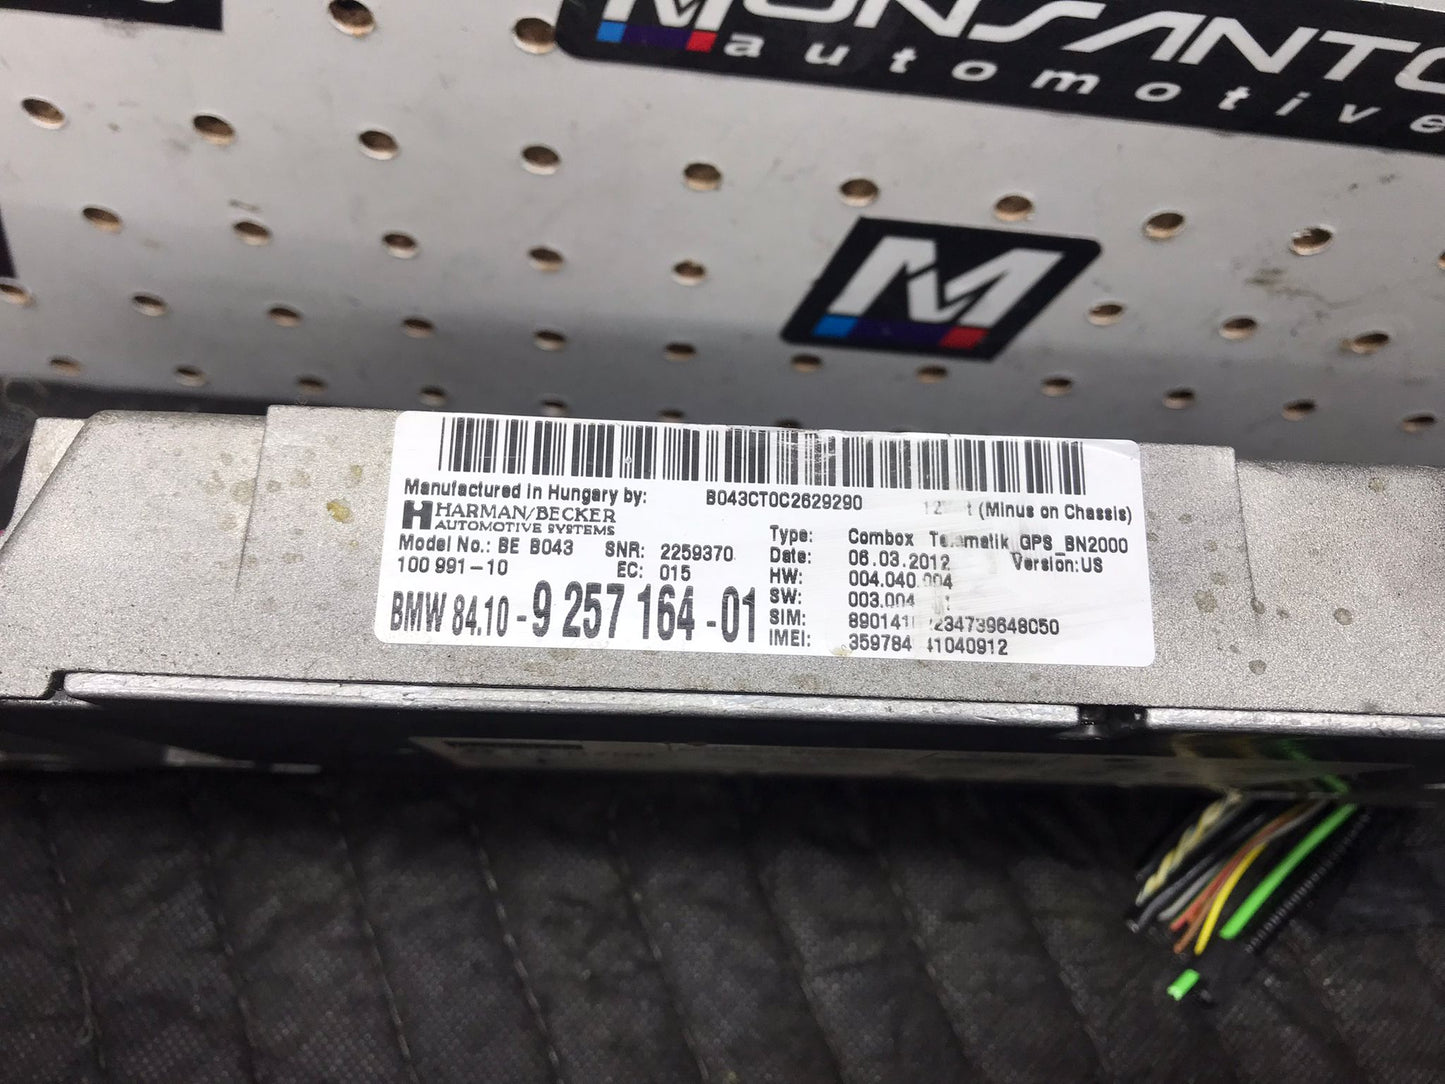 MONSANTO
automotive
M
B043CT0C2629290
(Minus on Chassis)
Manufactured in Hungary by:
HARMAN/BECKER
AUTOMOTIVE SYSTEMS
Model No.: BE B043
100 991-10
SNR: 2259370
EC: 015
BMW 84.10 - 9 257 164 - 01
Type: Combox Telematik GPS_BN2000
Date: 06.03.2012 Version:US
HW: 004.040.004
SW: 003.004
SIM:
IMEI: